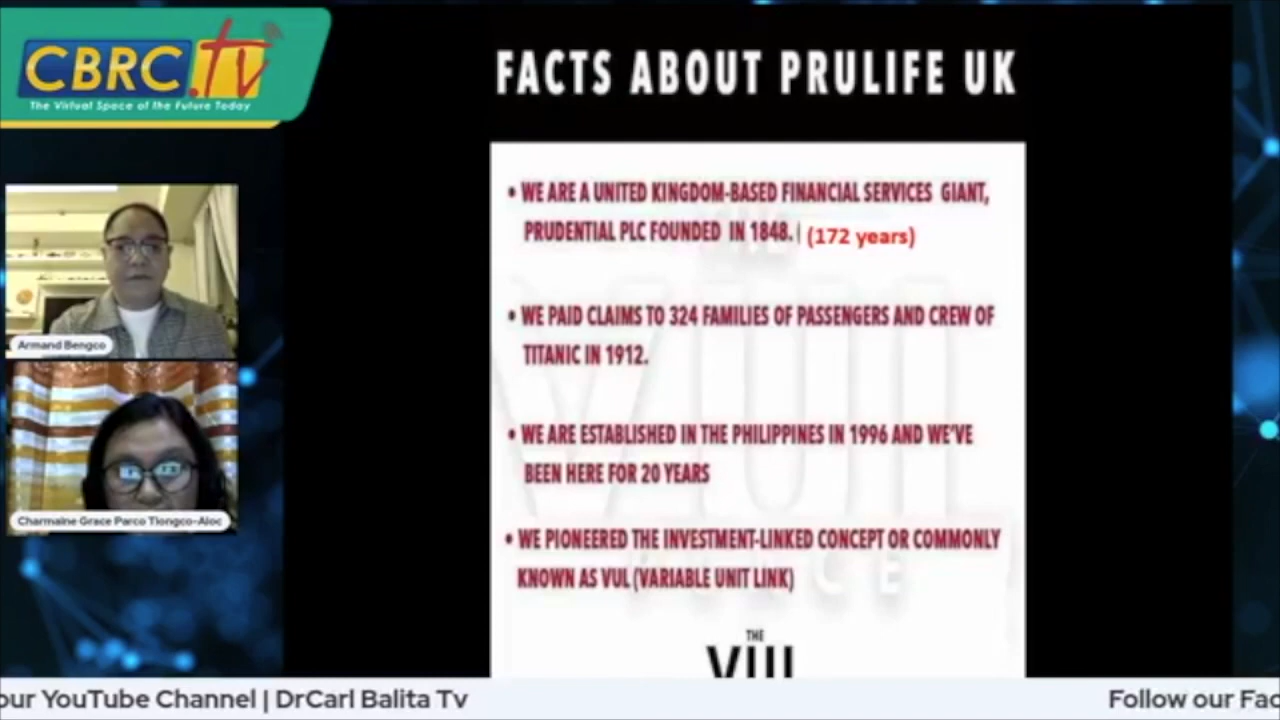 CBRC.tv
The Virtual Space of the Future Today
FACTS ABOUT PRULIFE UK
• WE ARE A UNITED KINGDOM-BASED FINANCIAL SERVICES GIANT,
PRUDENTIAL PLC FOUNDED IN 1848. | (172 years)
• WE PAID CLAIMS TO 324 FAMILIES OF PASSENGERS AND CREW OF
TITANIC IN 1912.
• WE ARE ESTABLISHED IN THE PHILIPPINES IN 1996 AND WE'VE
BEEN HERE FOR 20 YEARS
• WE PIONEERED THE INVESTMENT-LINKED CONCEPT OR COMMONLY
KNOWN AS VUL (VARIABLE UNIT LINK)
THE
VUL
Armand Bengco
Charmaine Grace Parco Tiongco-Aloc
our YouTube Channel | DrCarl Balita Tv
Follow our Fac